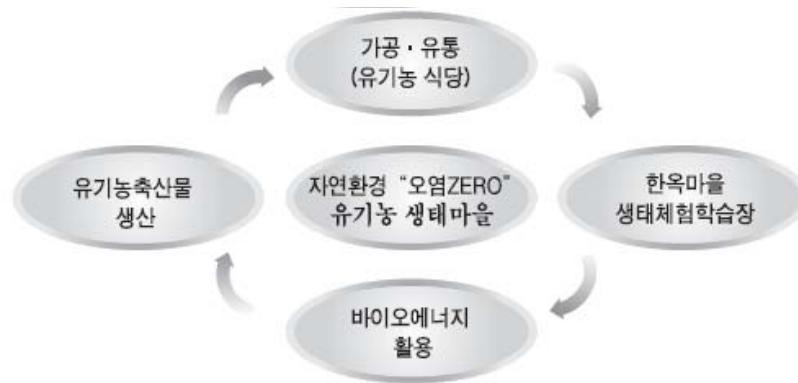 가공·유통
(유기농 식당)
유기농축산물
생산
자연환경 "오염ZERO"
유기농 생태마을
한옥마을
생태체험학습장
바이오에너지
활용